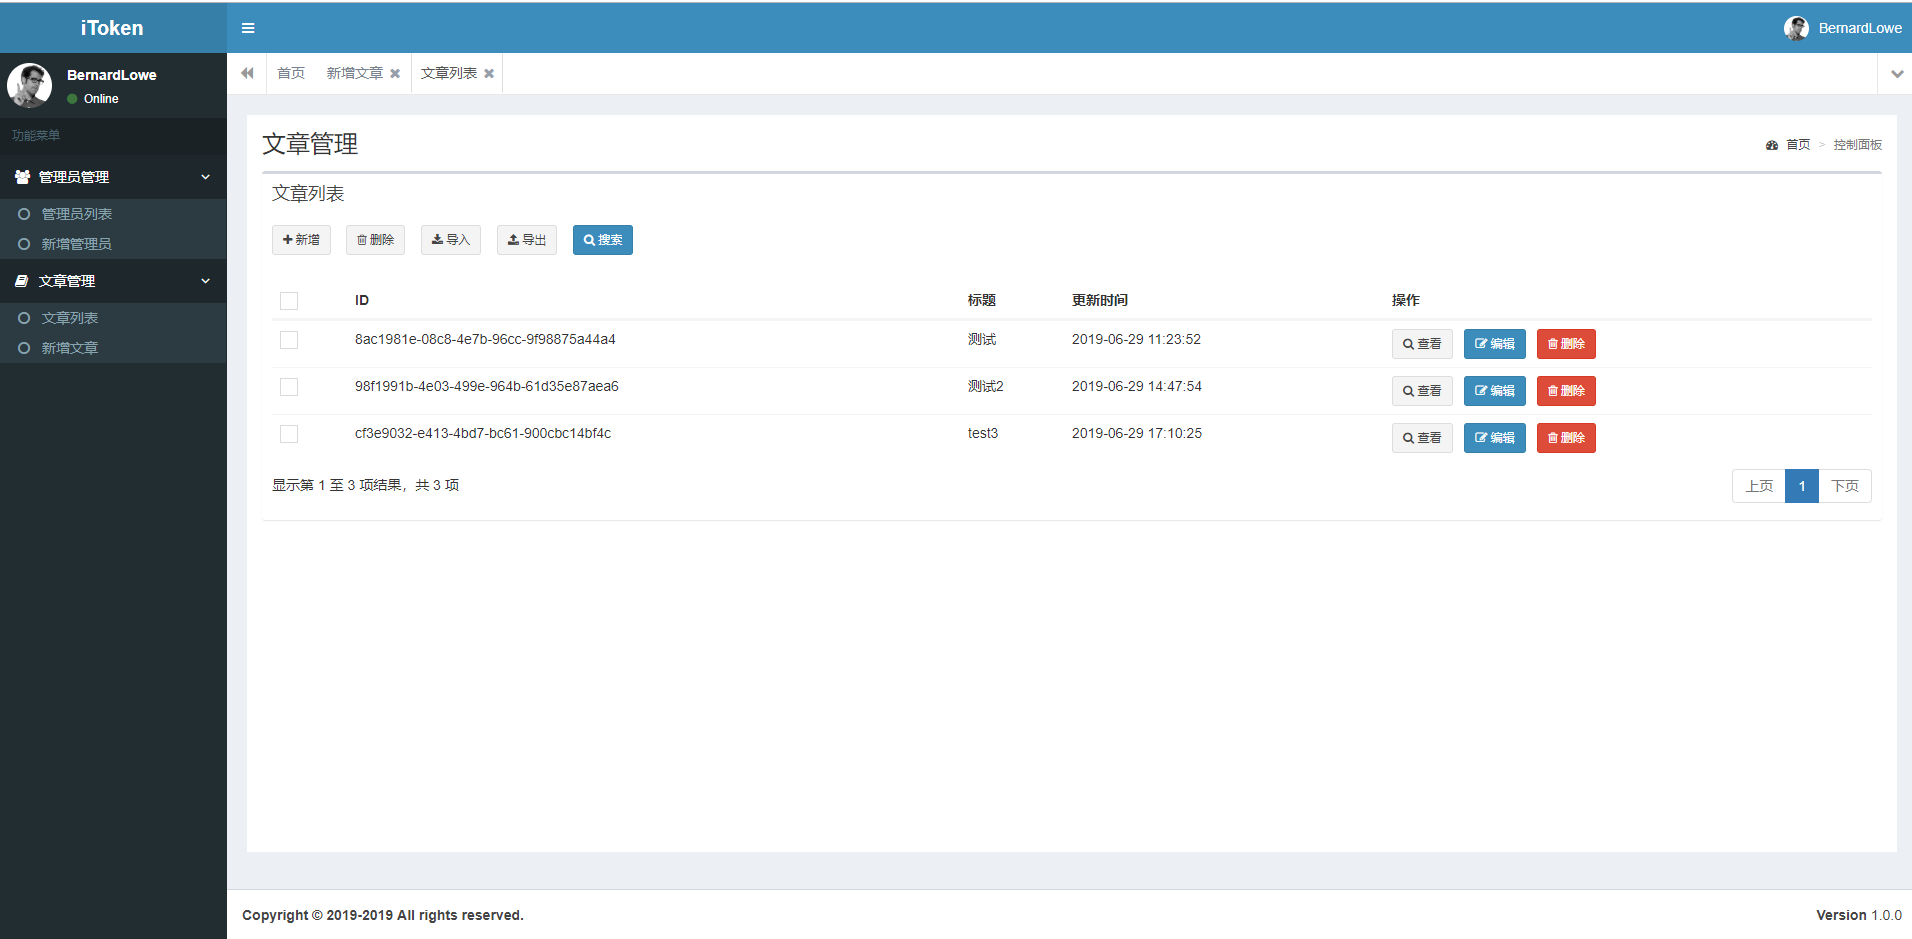 iToken
BernardLowe
BernardLowe
Online
首页 新增文章 文章列表
功能菜单
管理员管理
管理员列表
新增管理员
文章管理
文章列表
新增文章
文章管理
首页 > 控制面板
文章列表
新增 删除 导入 导出 搜索
ID 标题 更新时间 操作
8ac1981e-08c8-4e7b-96cc-9f98875a44a4 测试 2019-06-29 11:23:52 查看 编辑 删除
98f1991b-4e03-499e-964b-61d35e87aea6 测试2 2019-06-29 14:47:54 查看 编辑 删除
cf3e9032-e413-4bd7-bc61-900cbc14bf4c test3 2019-06-29 17:10:25 查看 编辑 删除
显示第 1 至 3 项结果，共 3 项
上页 1 下页
Copyright © 2019-2019 All rights reserved.
Version 1.0.0